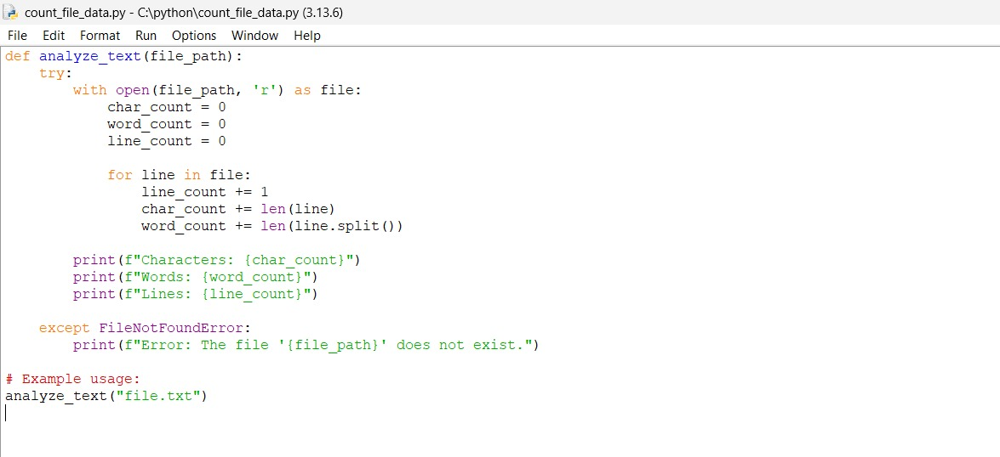 count_file_data.py - C:\python\count_file_data.py (3.13.6)
File Edit Format Run Options Window Help
def analyze_text(file_path):
    try:
        with open(file_path, 'r') as file:
            char_count = 0
            word_count = 0
            line_count = 0

            for line in file:
                line_count += 1
                char_count += len(line)
                word_count += len(line.split())

        print(f"Characters: {char_count}")
        print(f"Words: {word_count}")
        print(f"Lines: {line_count}")

    except FileNotFoundError:
        print(f"Error: The file '{file_path}' does not exist.")

# Example usage:
analyze_text("file.txt")